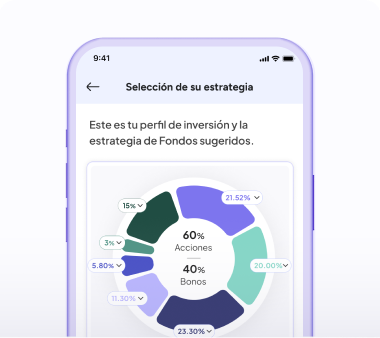 9:41
Selección de su estrategia
Este es tu perfil de inversión y la
estrategia de Fondos sugeridos.
21.52%
15%
3%
60%
Acciones
5.80%
20.00%
40%
Bonos
11.30%
23.30%